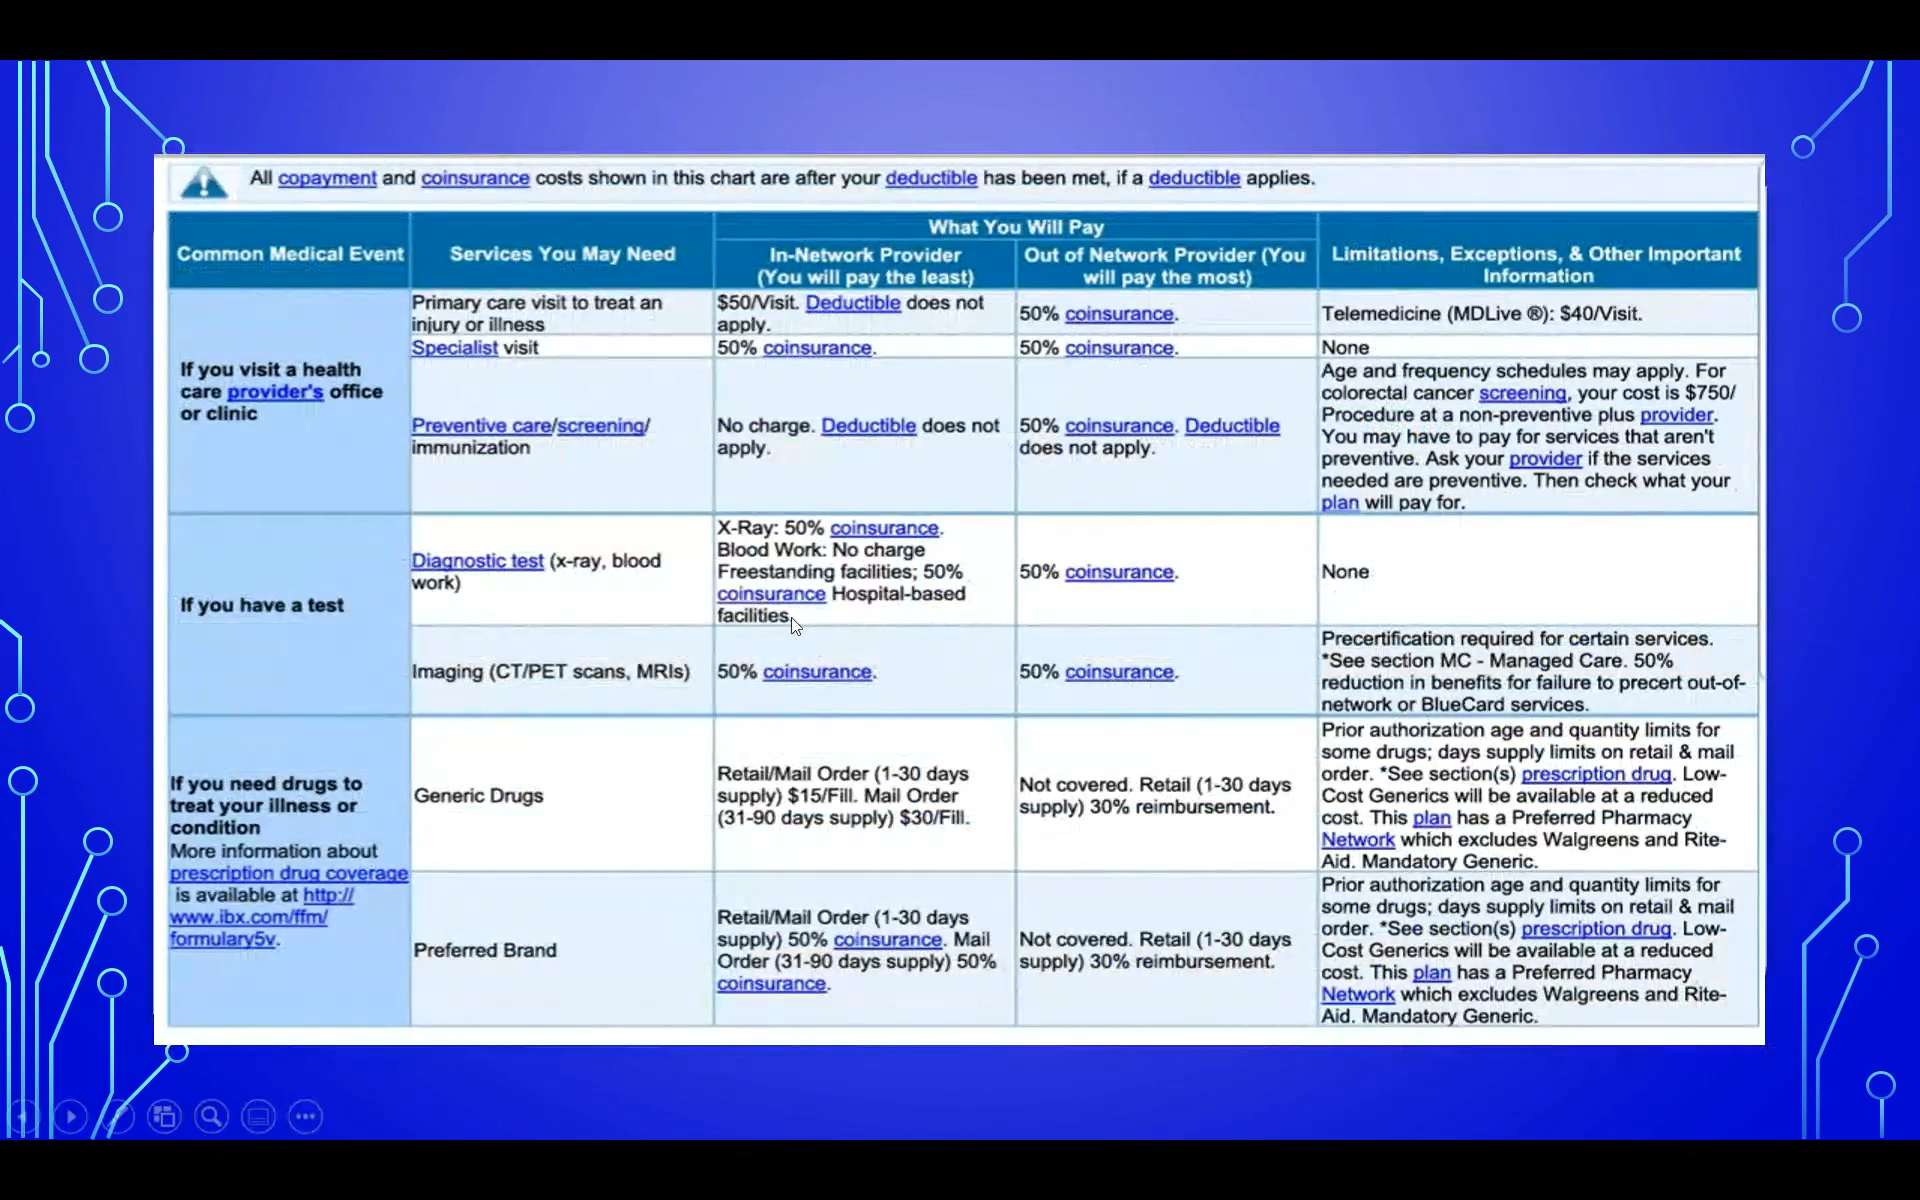 All copayment and coinsurance costs shown in this chart are after your deductible has been met, if a deductible applies.
Common Medical Event
Services You May Need
What You Will Pay
In-Network Provider
(You will pay the least)
Out of Network Provider (You
will pay the most)
Limitations, Exceptions, & Other Important
Information
If you visit a health
care provider's office
or clinic
Primary care visit to treat an
injury or illness
$50/Visit. Deductible does not
apply.
50% coinsurance.
Telemedicine (MDLive ®): $40/Visit.
Specialist visit
50% coinsurance.
50% coinsurance.
None
Preventive care/screening/
immunization
No charge. Deductible does not
apply.
50% coinsurance. Deductible
does not apply.
Age and frequency schedules may apply. For
colorectal cancer screening, your cost is $750/
Procedure at a non-preventive plus provider.
You may have to pay for services that aren't
preventive. Ask your provider if the services
needed are preventive. Then check what your
plan will pay for.
If you have a test
Diagnostic test (x-ray, blood
work)
X-Ray: 50% coinsurance.
Blood Work: No charge
Freestanding facilities; 50%
coinsurance Hospital-based
facilities.
50% coinsurance.
None
Imaging (CT/PET scans, MRIs)
50% coinsurance.
50% coinsurance.
Precertification required for certain services.
*See section MC - Managed Care. 50%
reduction in benefits for failure to precert out-of-
network or BlueCard services.
If you need drugs to
treat your illness or
condition
More information about
prescription drug coverage
is available at http://
www.ibx.com/ffm/
formulary5v.
Generic Drugs
Retail/Mail Order (1-30 days
supply) $15/Fill. Mail Order
(31-90 days supply) $30/Fill.
Not covered. Retail (1-30 days
supply) 30% reimbursement.
Prior authorization age and quantity limits for
some drugs; days supply limits on retail & mail
order. *See section(s) prescription drug. Low-
Cost Generics will be available at a reduced
cost. This plan has a Preferred Pharmacy
Network which excludes Walgreens and Rite-
Aid. Mandatory Generic.
Preferred Brand
Retail/Mail Order (1-30 days
supply) 50% coinsurance. Mail
Order (31-90 days supply) 50%
coinsurance.
Not covered. Retail (1-30 days
supply) 30% reimbursement.
Prior authorization age and quantity limits for
some drugs; days supply limits on retail & mail
order. *See section(s) prescription drug. Low-
Cost Generics will be available at a reduced
cost. This plan has a Preferred Pharmacy
Network which excludes Walgreens and Rite-
Aid. Mandatory Generic.